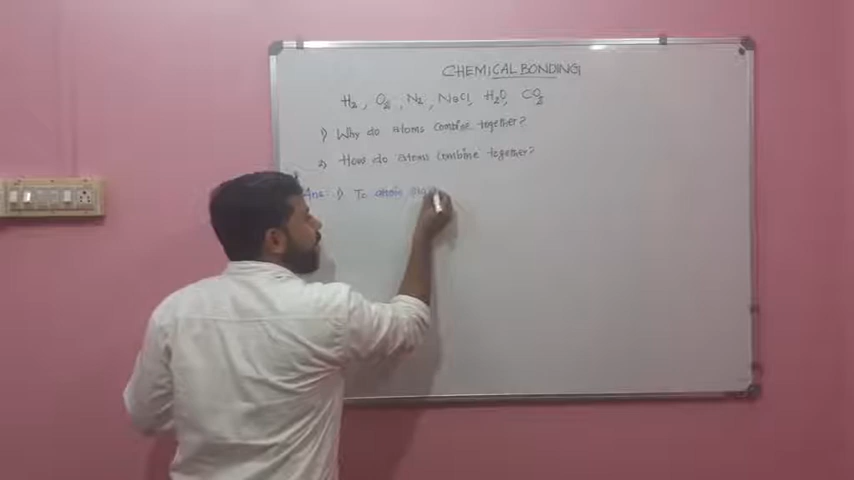 CHEMICAL BONDING
H₂, O₂, N₂, NaCl, H₂O, CO₂
1) Why do atoms combine together?
2) How do atoms combine together?
Ans: 1) To attain